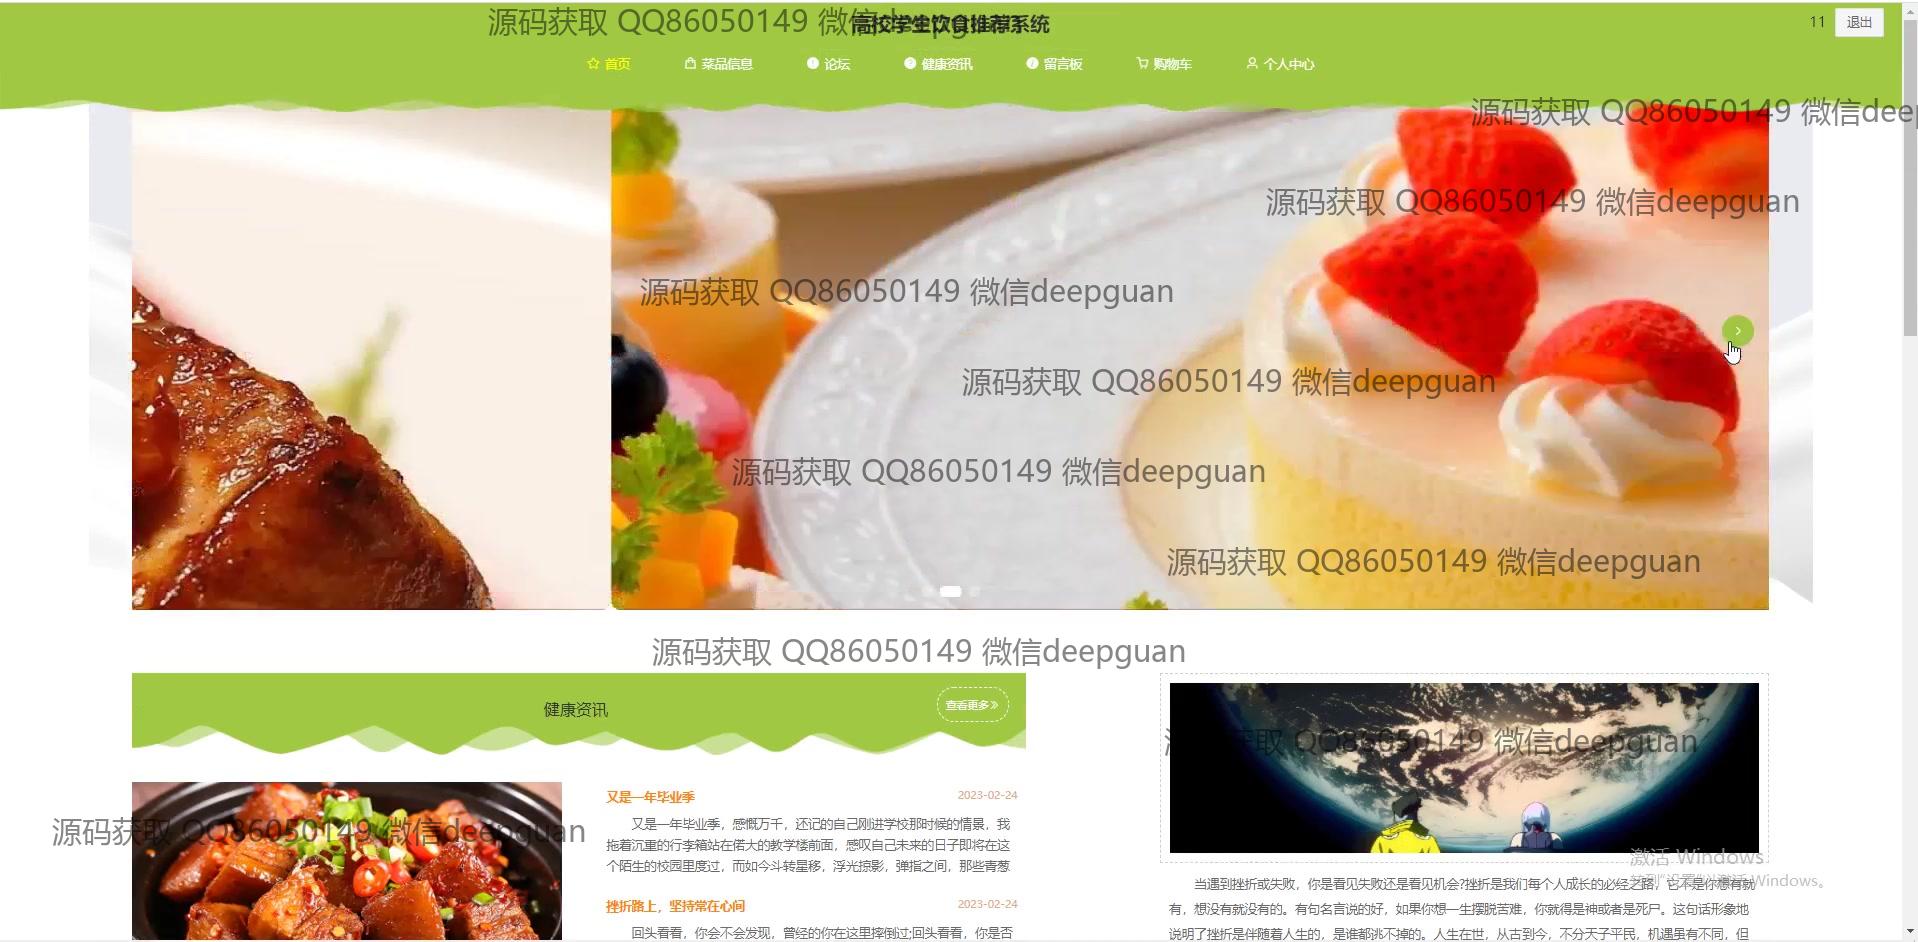 源码获取 QQ86050149 微信deepguan
高校学生饮食推荐系统
11 退出
首页 菜品信息 论坛 健康资讯 留言板 购物车 个人中心
源码获取 QQ86050149 微信deep
源码获取 QQ86050149 微信deepguan
源码获取 QQ86050149 微信deepguan
源码获取 QQ86050149 微信deepguan
源码获取 QQ86050149 微信deepguan
源码获取 QQ86050149 微信deepguan
源码获取 QQ86050149 微信deepguan
健康资讯
查看更多
源码获取 QQ86050149 微信deepguan
又是一年毕业季 2023-02-24
又是一年毕业季，感慨万千，还记的自己刚进学校那时候的情景，我
拖着沉重的行李箱站在偌大的教学楼前面，感叹自己未来的日子即将在这
个陌生的校园里度过，而如今斗转星移，浮光掠影，弹指之间，那些青葱
源码获取 QQ86050149 微信deepguan
挫折路上，坚持常在心间 2023-02-24
回头看看，你会不会发现，曾经的你在这里摔倒过;回头看看，你是否
激活 Windows
转到"设置"以激活 Windows。
当遇到挫折或失败，你是看见失败还是看见机会?挫折是我们每个人成长的必经之路，它不是你想有就
有，想没有就没有的。有句名言说的好，如果你想一生摆脱苦难，你就得是神或者是死尸。这句话形象地
说明了挫折是伴随着人生的，是谁都逃不掉的。人生在世，从古到今，不分天子平民，机遇虽有不同，但